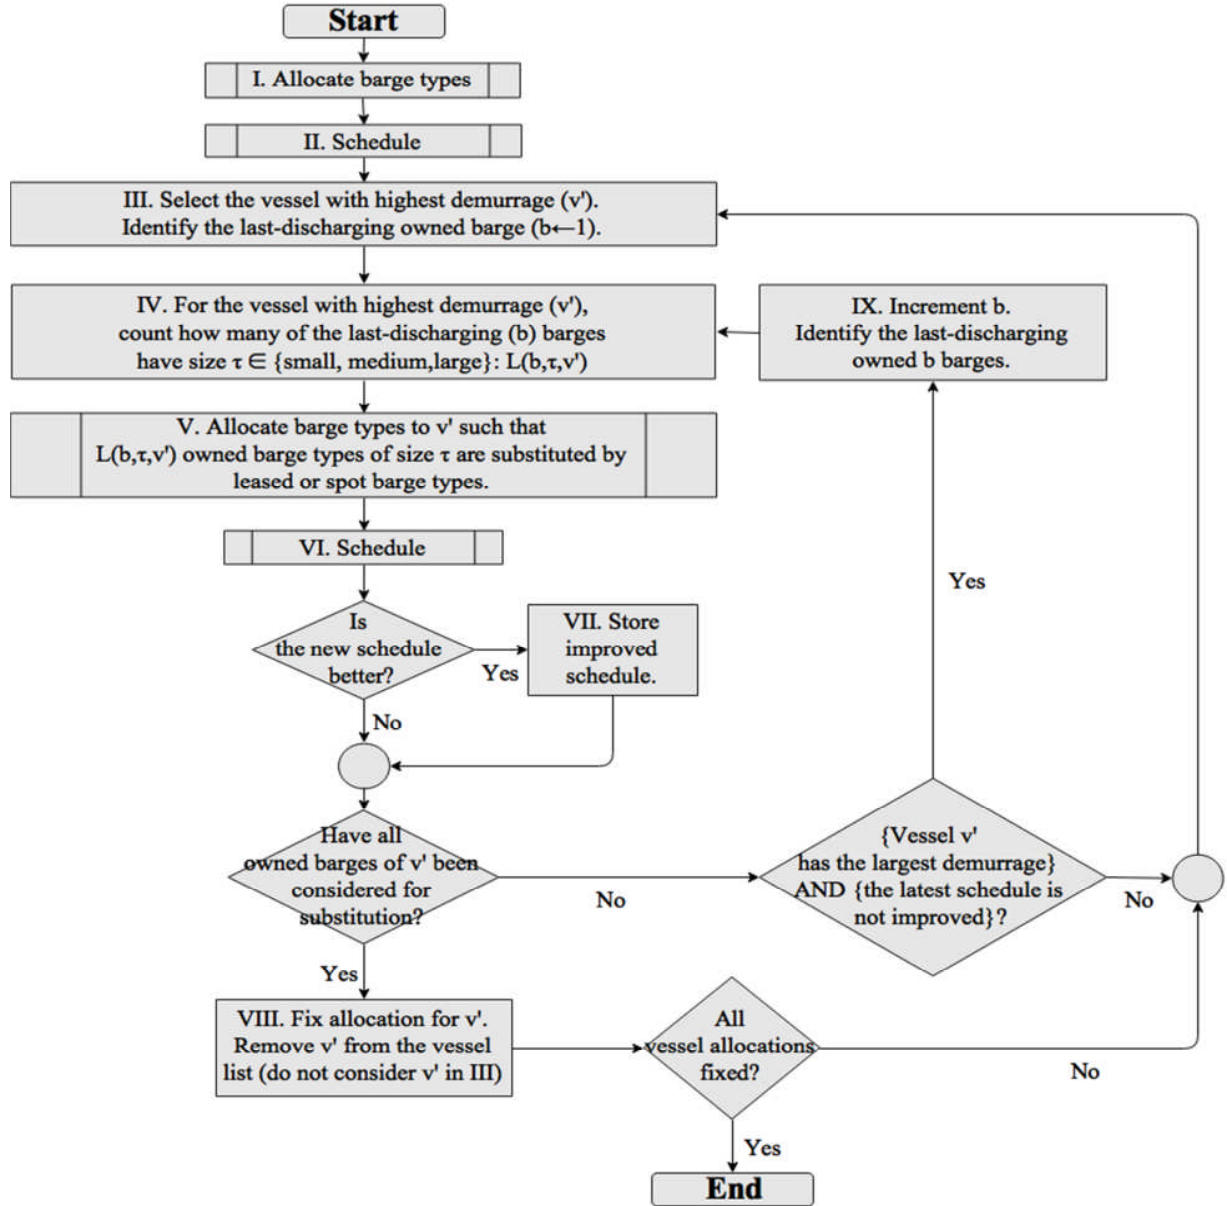 Start
I. Allocate barge types
II. Schedule
III. Select the vessel with highest demurrage (v').
Identify the last-discharging owned barge (b←1).
IV. For the vessel with highest demurrage (v'),
count how many of the last-discharging (b) barges
have size τ ∈ {small, medium,large}: L(b,τ,v')
IX. Increment b.
Identify the last-discharging
owned b barges.
V. Allocate barge types to v' such that
L(b,τ,v') owned barge types of size τ are substituted by
leased or spot barge types.
VI. Schedule
Yes
Is
the new schedule
better?
Yes
VII. Store
improved
schedule.
No
Have all
owned barges of v' been
considered for
substitution?
No
{Vessel v'
has the largest demurrage}
AND {the latest schedule is
not improved}?
No
Yes
VIII. Fix allocation for v'.
Remove v' from the vessel
list (do not consider v' in III)
All
vessel allocations
fixed?
No
Yes
End